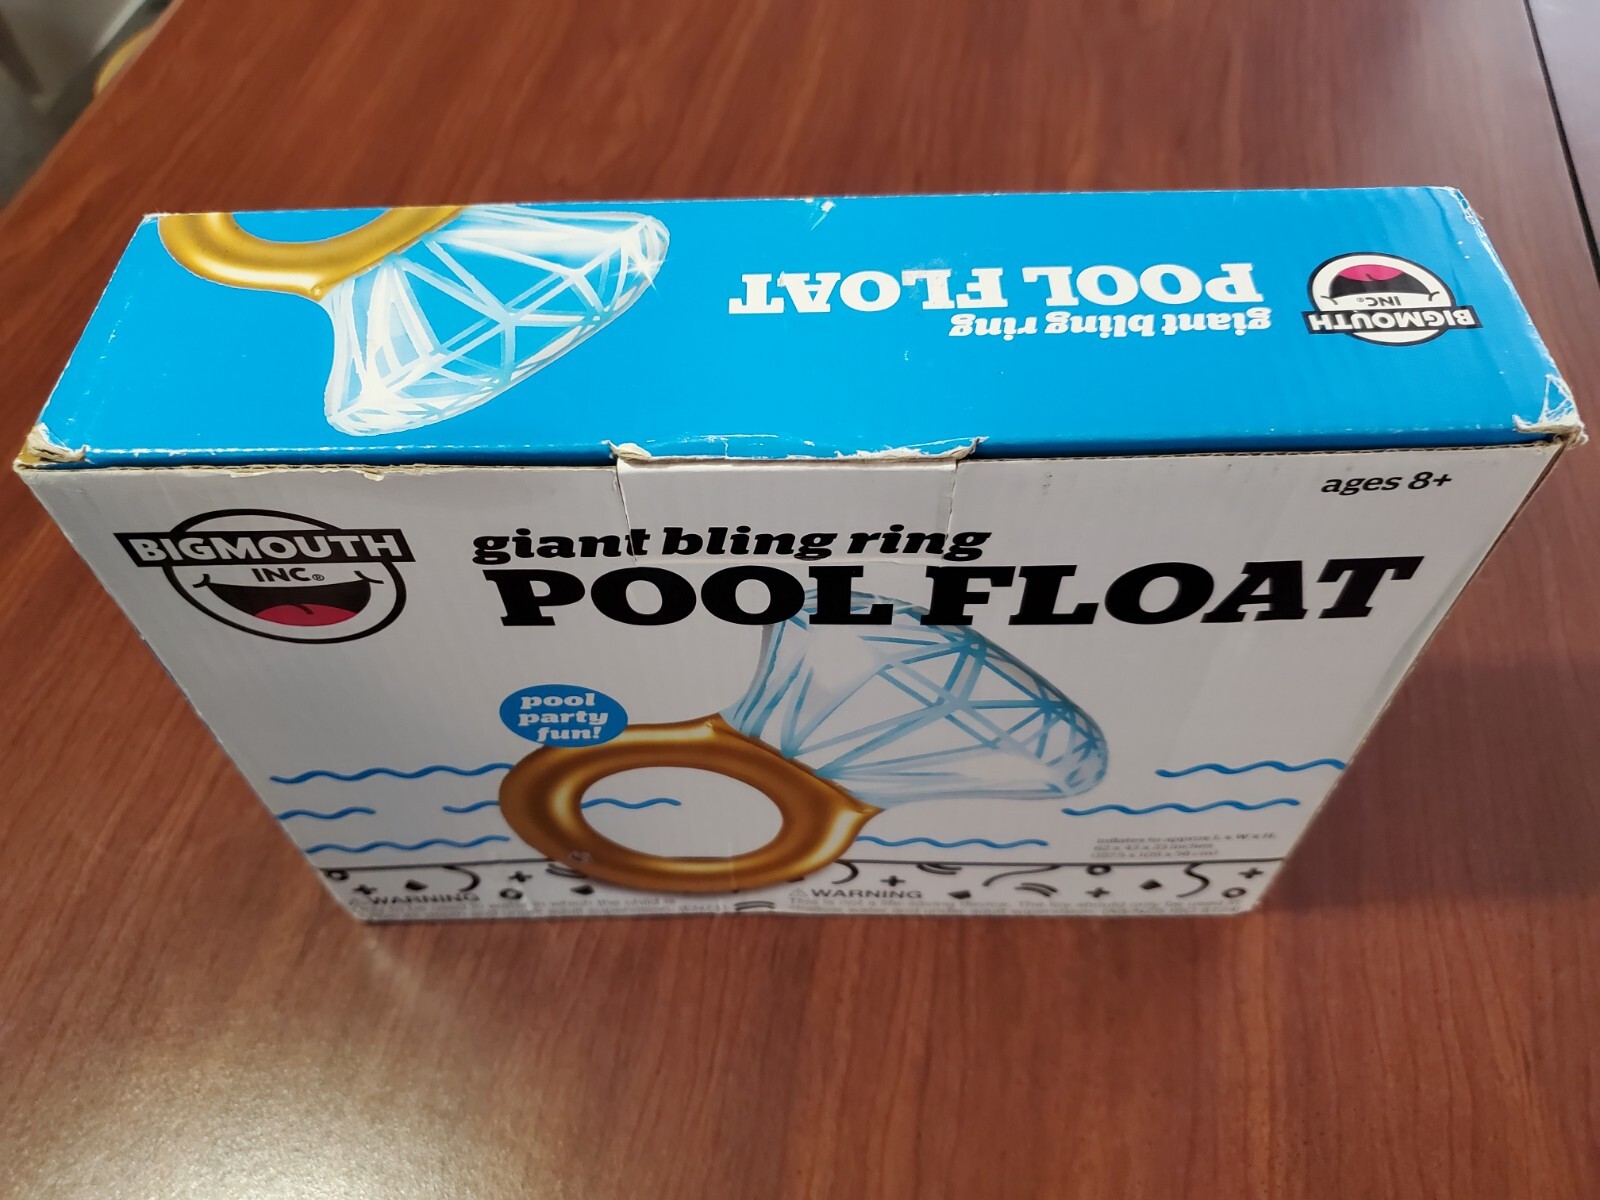 giant bling ring
POOL FLOAT
BIGMOUTH
INC®
ages 8+
BIGMOUTH
INC®
giant bling ring
POOL FLOAT
pool
party
fun!
WARNING
WARNING